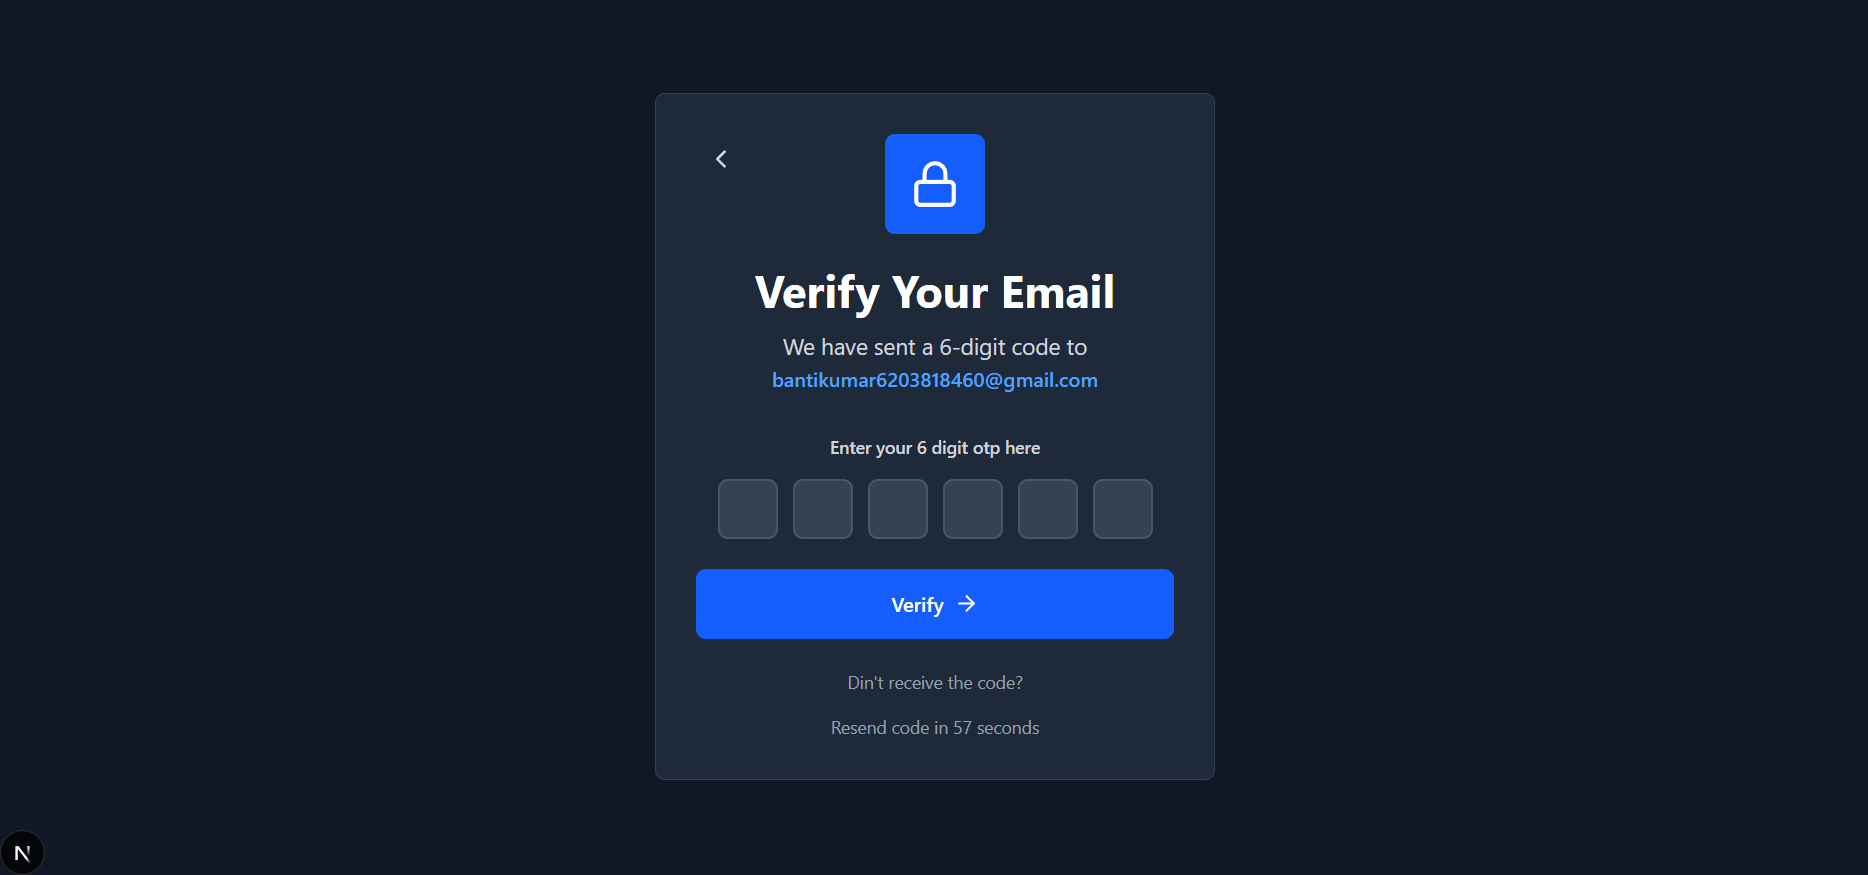 Verify Your Email
We have sent a 6-digit code to
bantikumar6203818460@gmail.com
Enter your 6 digit otp here
Verify
Din't receive the code?
Resend code in 57 seconds
N